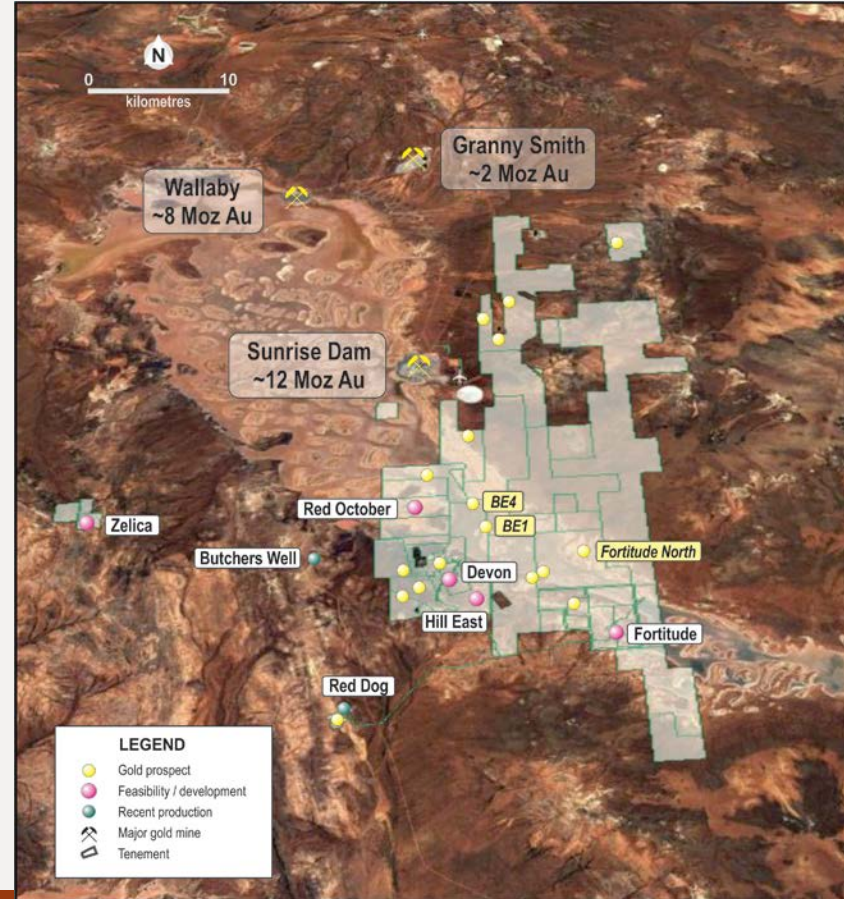 N
0 10
kilometres
Granny Smith
~2 Moz Au
Wallaby
~8 Moz Au
Sunrise Dam
~12 Moz Au
BE4
Red October
BE1
Zelica
Fortitude North
Butchers Well
Devon
Hill East
Fortitude
Red Dog
LEGEND
Gold prospect
Feasibility / development
Recent production
Major gold mine
Tenement